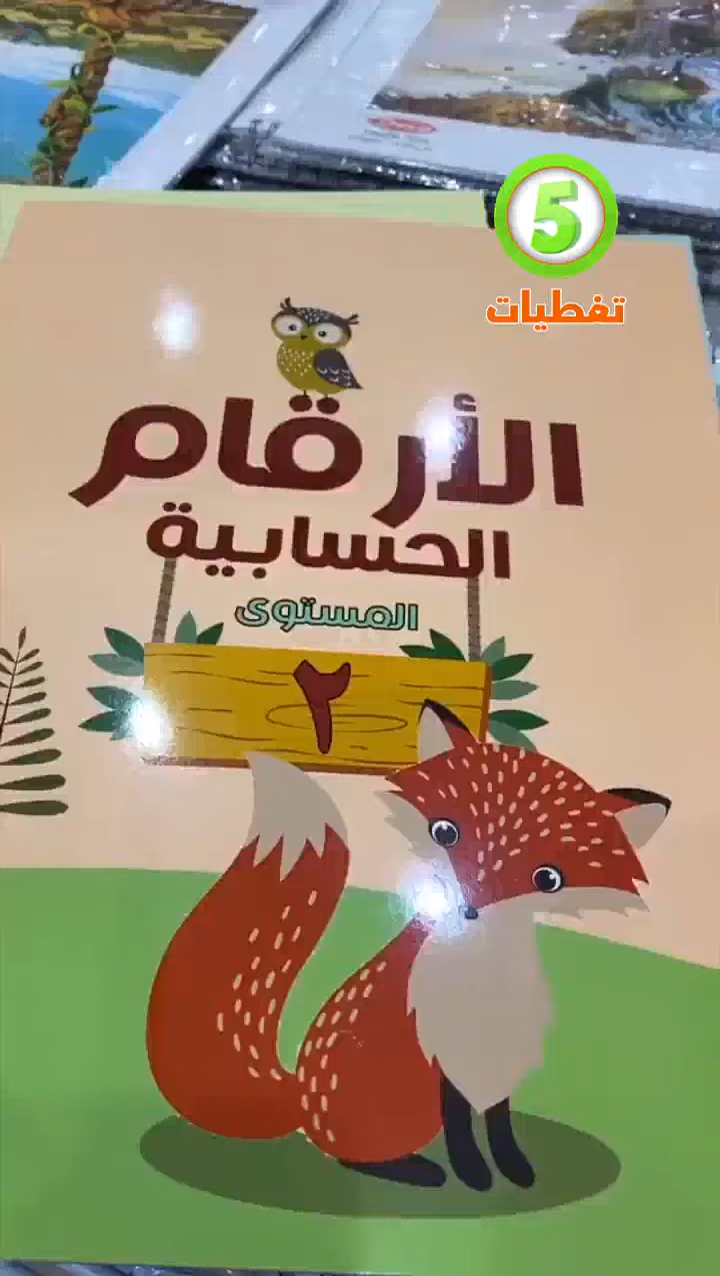 5
تغطيات
الأرقام
الحسابية
المستوى
٢